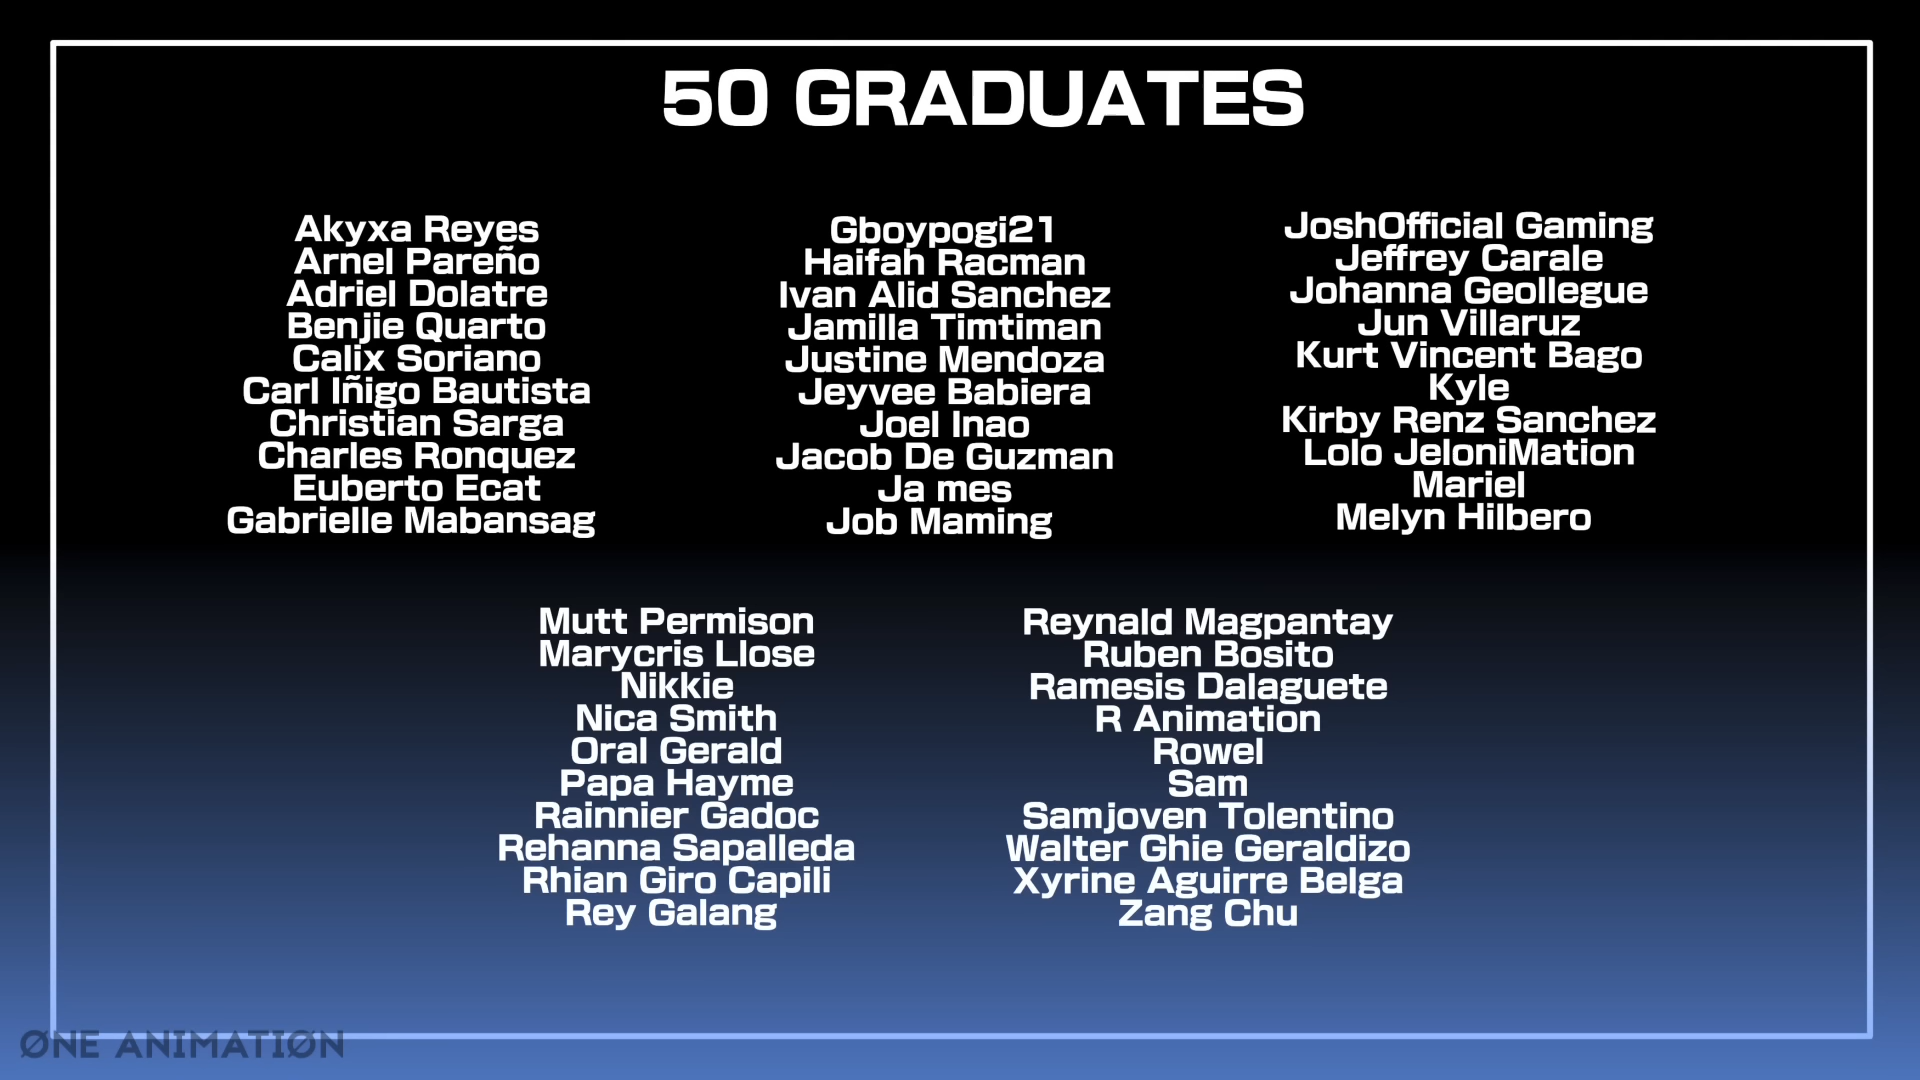 50 GRADUATES
Akyxa Reyes
Arnel Pareño
Adriel Dolatre
Benjie Quarto
Calix Soriano
Carl Iñigo Bautista
Christian Sarga
Charles Ronquez
Euberto Ecat
Gabrielle Mabansag
Gboypogi21
Haifah Racman
Ivan Alid Sanchez
Jamilla Timtiman
Justine Mendoza
Jeyvee Babiera
Joel Inao
Jacob De Guzman
Ja mes
Job Maming
JoshOfficial Gaming
Jeffrey Carale
Johanna Geollegue
Jun Villaruz
Kurt Vincent Bago
Kyle
Kirby Renz Sanchez
Lolo JeloniMation
Mariel
Melyn Hilbero
Mutt Permison
Marycris Llose
Nikkie
Nica Smith
Oral Gerald
Papa Hayme
Rainnier Gadoc
Rehanna Sapalleda
Rhian Giro Capili
Rey Galang
Reynald Magpantay
Ruben Bosito
Ramesis Dalaguete
R Animation
Rowel
Sam
Samjoven Tolentino
Walter Ghie Geraldizo
Xyrine Aguirre Belga
Zang Chu
ØNE ANIMATIØN